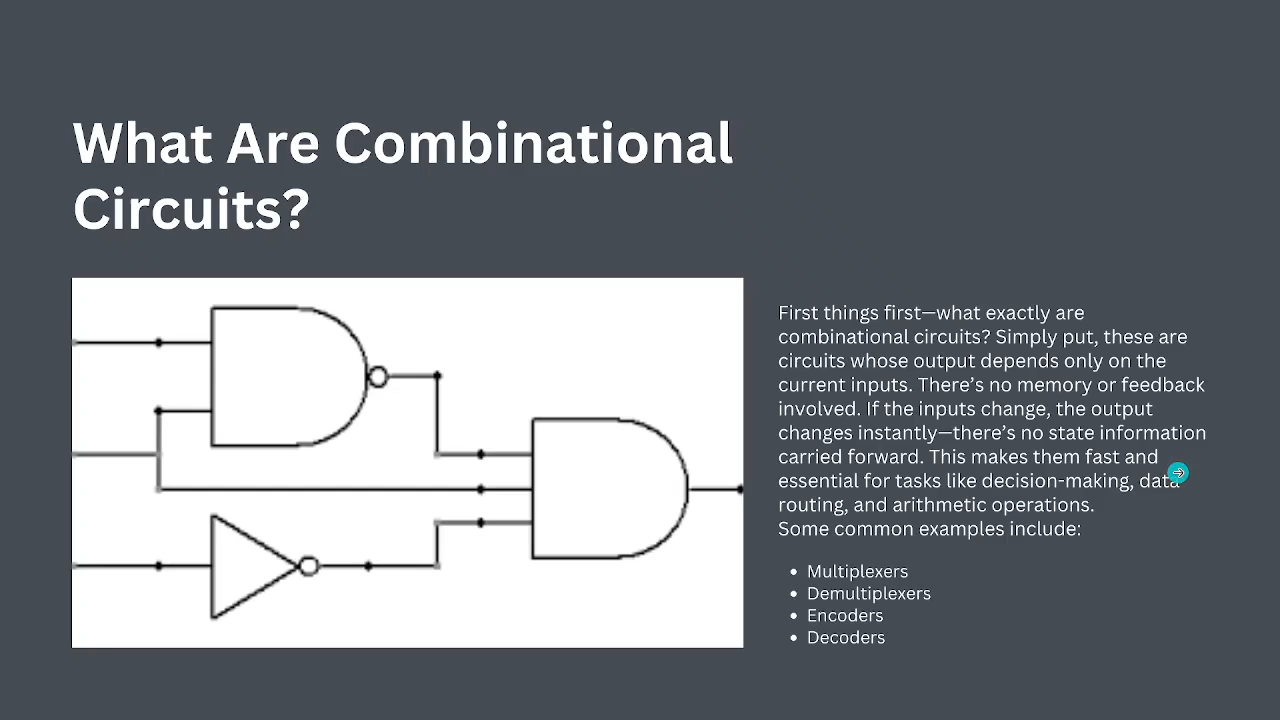 What Are Combinational
Circuits?
First things first—what exactly are
combinational circuits? Simply put, these are
circuits whose output depends only on the
current inputs. There’s no memory or feedback
involved. If the inputs change, the output
changes instantly—there’s no state information
carried forward. This makes them fast and
essential for tasks like decision-making, data
routing, and arithmetic operations.
Some common examples include:
• Multiplexers
• Demultiplexers
• Encoders
• Decoders